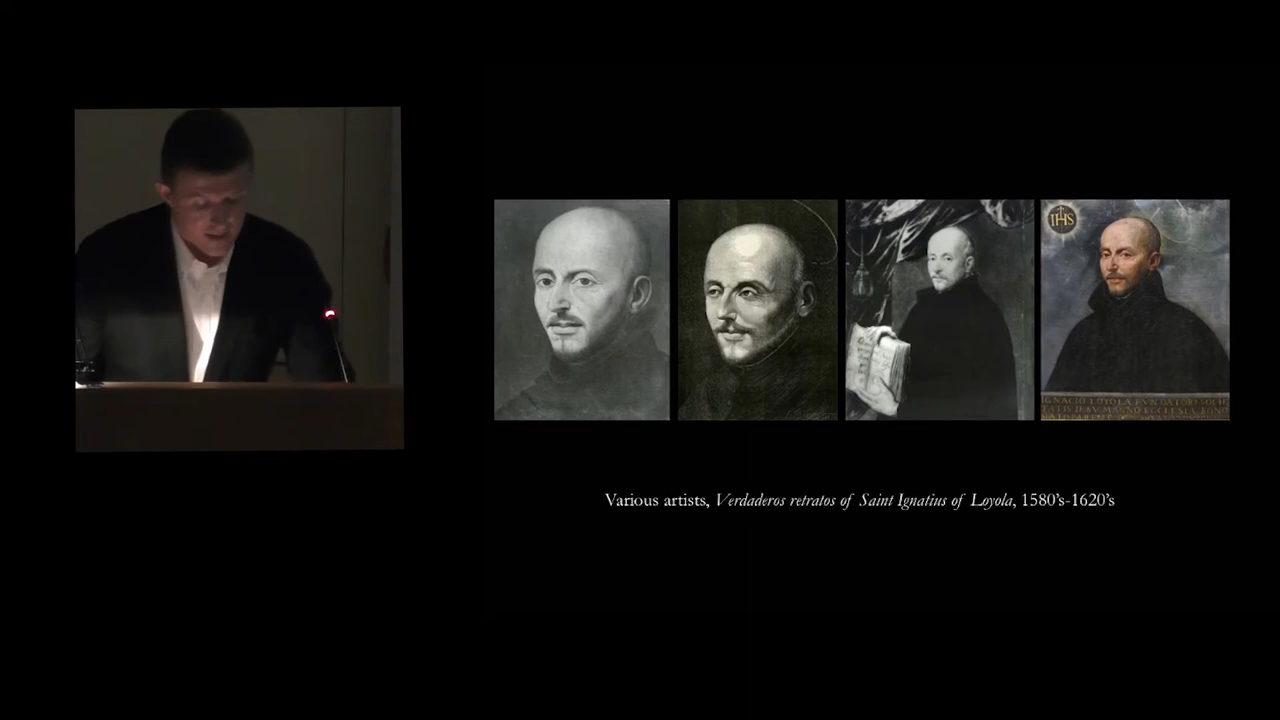 IHS
Various artists, Verdaderos retratos of Saint Ignatius of Loyola, 1580's-1620's